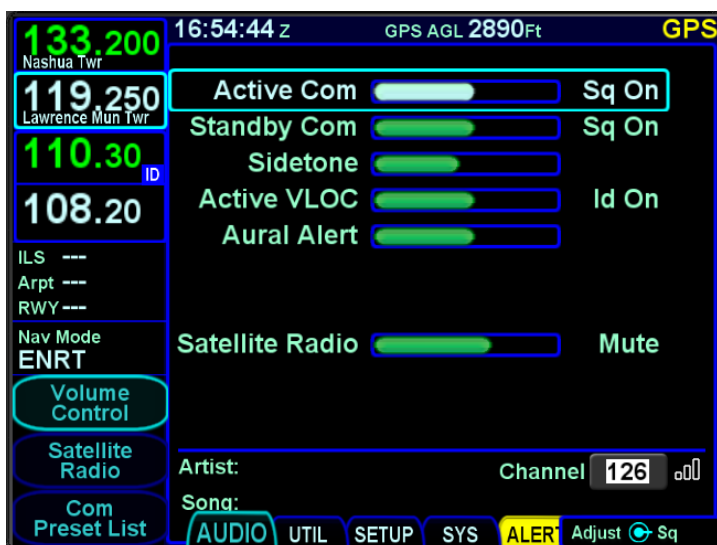 133.200
Nashua Twr
119.250
Lawrence Mun Twr
110.30
ID
108.20
ILS ---
Arpt ---
RWY ---
Nav Mode
ENRT
Volume
Control
Satellite
Radio
Com
Preset List
16:54:44 Z GPS AGL 2890Ft GPS
Active Com Sq On
Standby Com Sq On
Sidetone
Active VLOC Id On
Aural Alert
Satellite Radio Mute
Artist: Channel 126
Song:
AUDIO UTIL SETUP SYS ALERT Adjust Sq